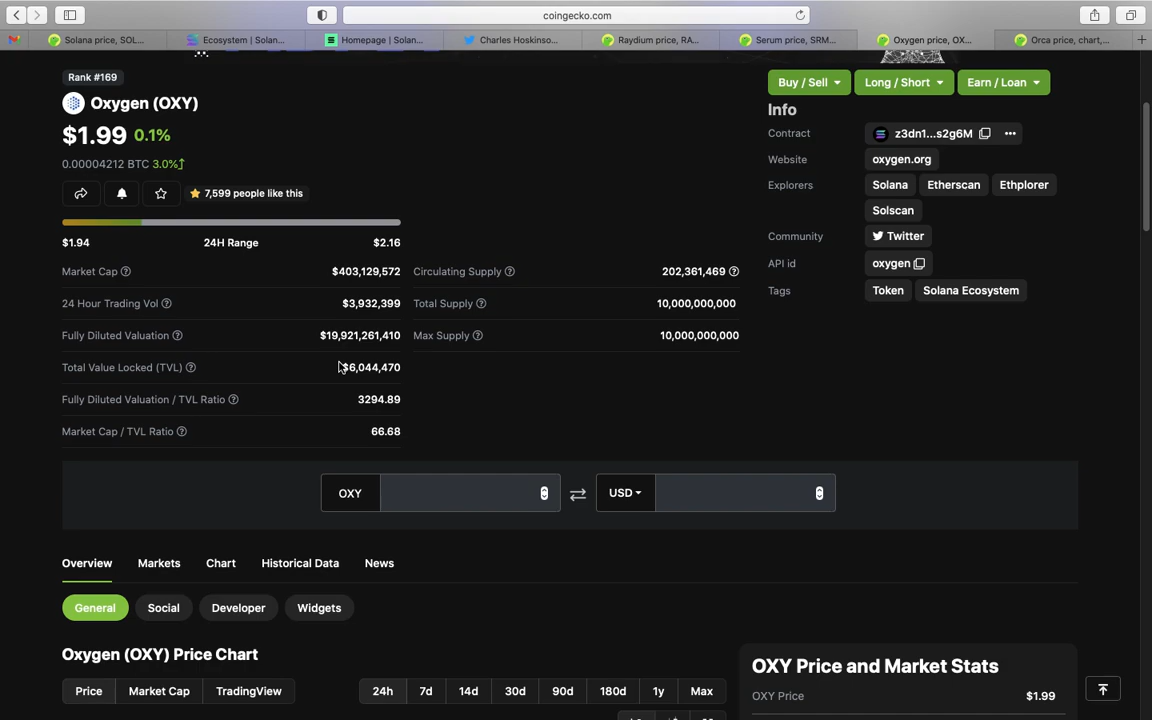 coingecko.com
Solana price, SOL...
Ecosystem | Solan...
Homepage | Solan...
Charles Hoskinso...
Raydium price, RA...
Serum price, SRM...
Oxygen price, OX...
Orca price, chart,...
Rank #169
Buy / Sell
Long / Short
Earn / Loan
Oxygen (OXY)
Info
$1.99 0.1%
Contract z3dn1...s2g6M
0.00004212 BTC 3.0%
Website oxygen.org
Explorers Solana Etherscan Ethplorer
7,599 people like this
Solscan
$1.94 24H Range $2.16
Community Twitter
API id oxygen
Market Cap $403,129,572
Circulating Supply 202,361,469
Tags Token Solana Ecosystem
24 Hour Trading Vol $3,932,399
Total Supply 10,000,000,000
Fully Diluted Valuation $19,921,261,410
Max Supply 10,000,000,000
Total Value Locked (TVL) $6,044,470
Fully Diluted Valuation / TVL Ratio 3294.89
Market Cap / TVL Ratio 66.68
OXY
USD
Overview Markets Chart Historical Data News
General Social Developer Widgets
Oxygen (OXY) Price Chart
OXY Price and Market Stats
Price Market Cap TradingView
24h 7d 14d 30d 90d 180d 1y Max
OXY Price $1.99